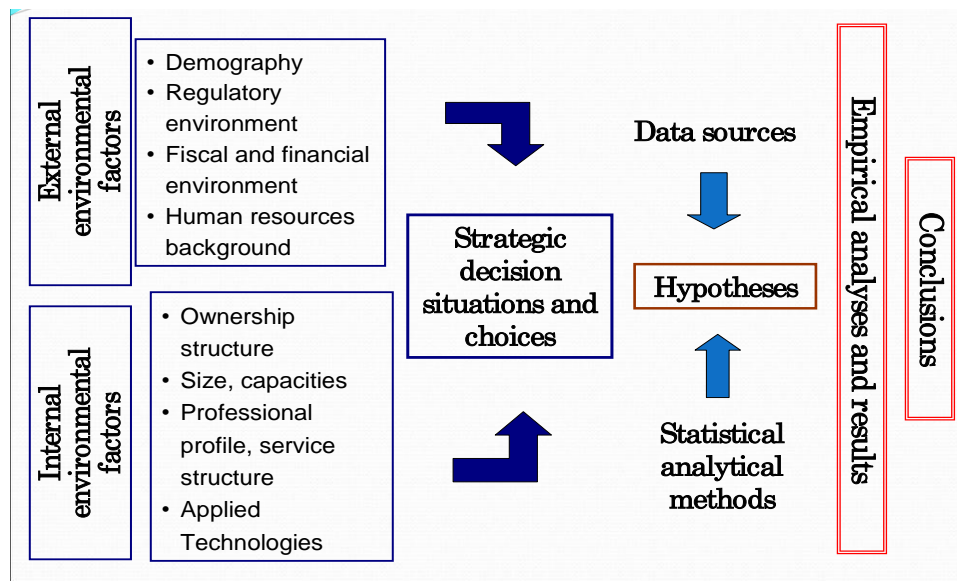 External
environmental
factors
• Demography
• Regulatory
environment
• Fiscal and financial
environment
• Human resources
background
Internal
environmental
factors
• Ownership
structure
• Size, capacities
• Professional
profile, service
structure
• Applied
Technologies
Strategic
decision
situations and
choices
Data sources
Hypotheses
Statistical
analytical
methods
Empirical analyses and results
Conclusions